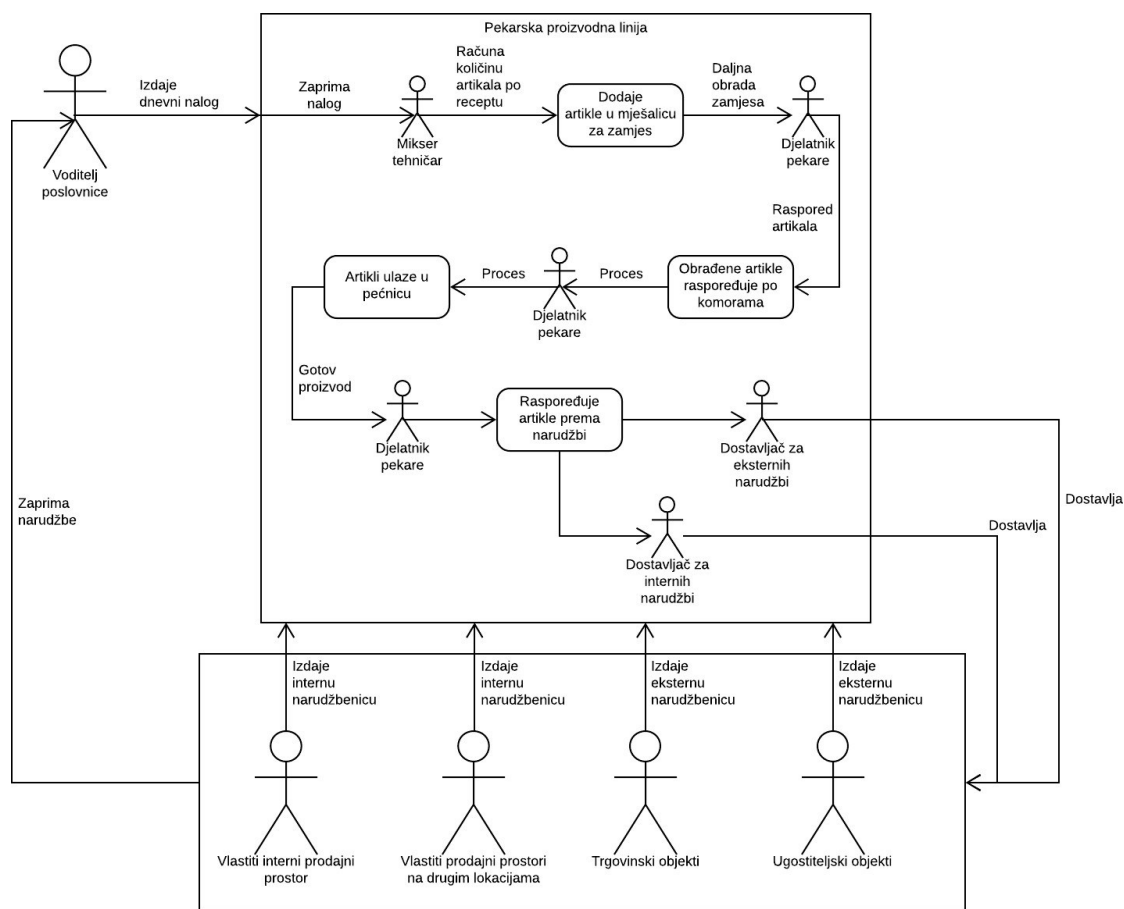 Pekarska proizvodna linija
Izdaje
dnevni nalog
Zaprima
nalog
Računa
količinu
artikala po
receptu
Dodaje
artikle u mješalicu
za zamjes
Daljna
obrada
zamjesa
Voditelj
poslovnice
Mikser
tehničar
Djelatnik
pekare
Raspored
artikala
Artikli ulaze u
pećnicu
Proces
Djelatnik
pekare
Proces
Obrađene artikle
raspoređuje po
komorama
Gotov
proizvod
Djelatnik
pekare
Raspoređuje
artikle prema
narudžbi
Dostavljač za
eksternih
narudžbi
Zaprima
narudžbe
Dostavlja
Dostavlja
Dostavljač za
internih
narudžbi
Izdaje
internu
narudžbenicu
Izdaje
internu
narudžbenicu
Izdaje
eksternu
narudžbenicu
Izdaje
eksternu
narudžbenicu
Vlastiti interni prodajni
prostor
Vlastiti prodajni prostori
na drugim lokacijama
Trgovinski objekti
Ugostiteljski objekti